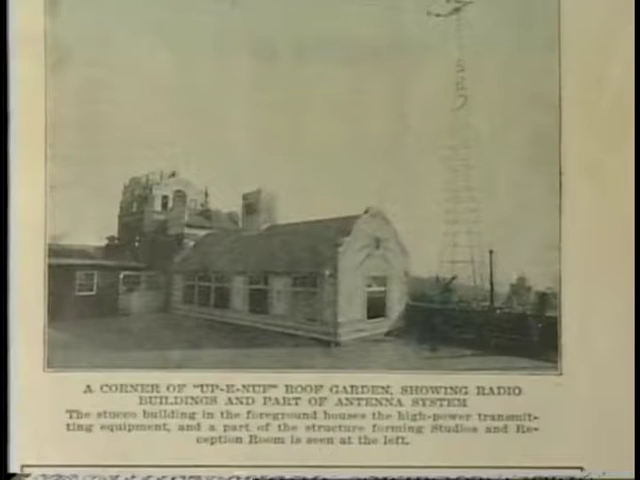 A CORNER OF "UP-E-NUF" ROOF GARDEN, SHOWING RADIO
BUILDINGS AND PART OF ANTENNA SYSTEM
The stucco building in the foreground houses the high-power transmit-
ting equipment, and a part of the structure forming Studios and Re-
ception Room is seen at the left.